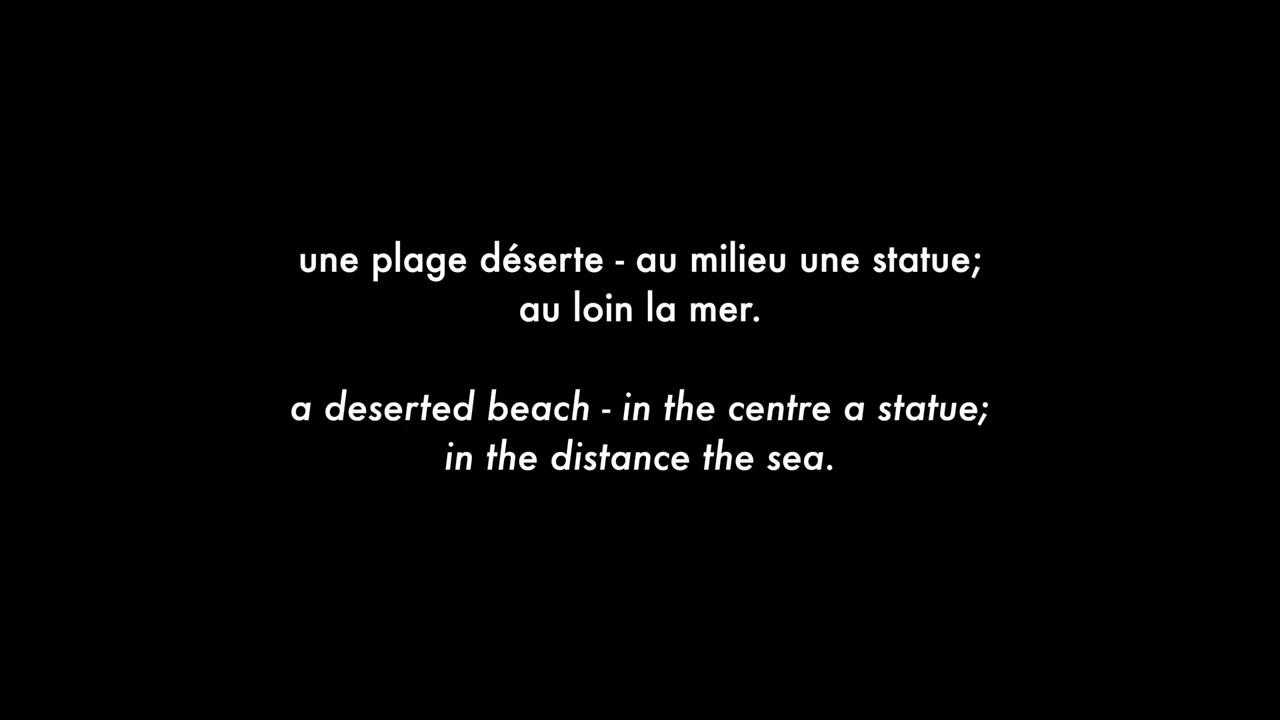 une plage déserte - au milieu une statue;
au loin la mer.
a deserted beach - in the centre a statue;
in the distance the sea.